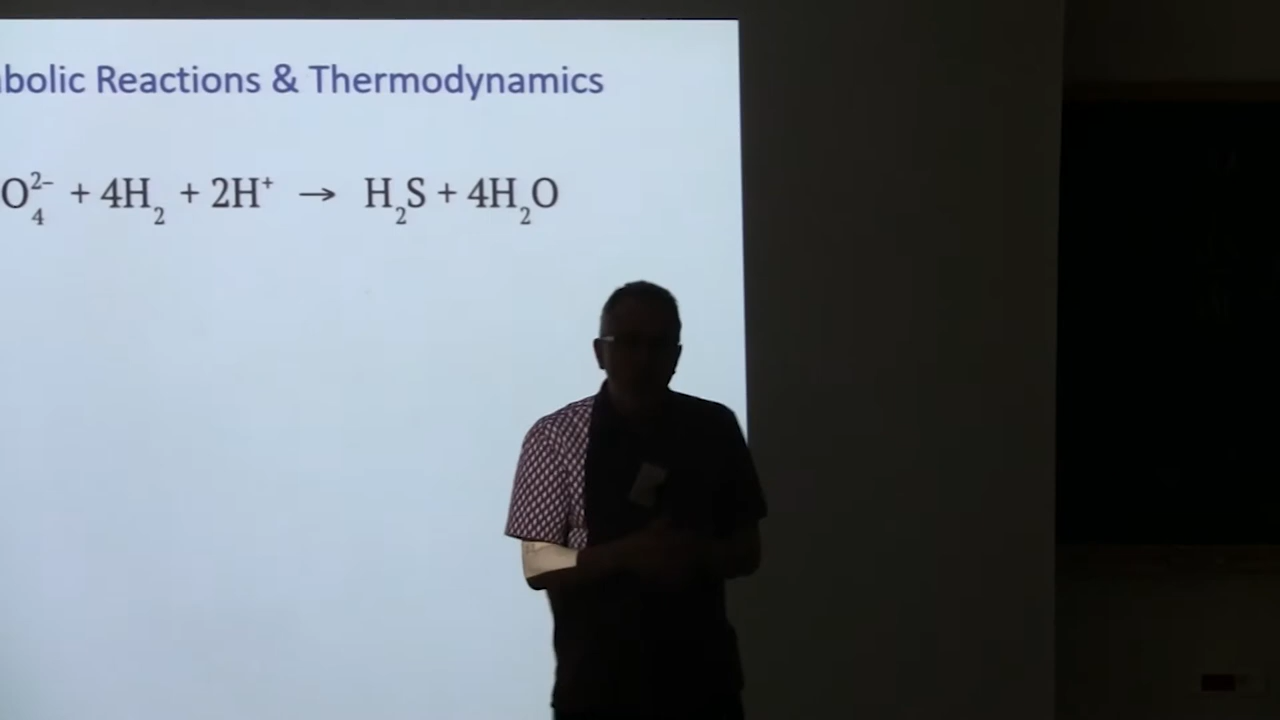 bolic Reactions & Thermodynamics
O₄²⁻ + 4H₂ + 2H⁺ → H₂S + 4H₂O